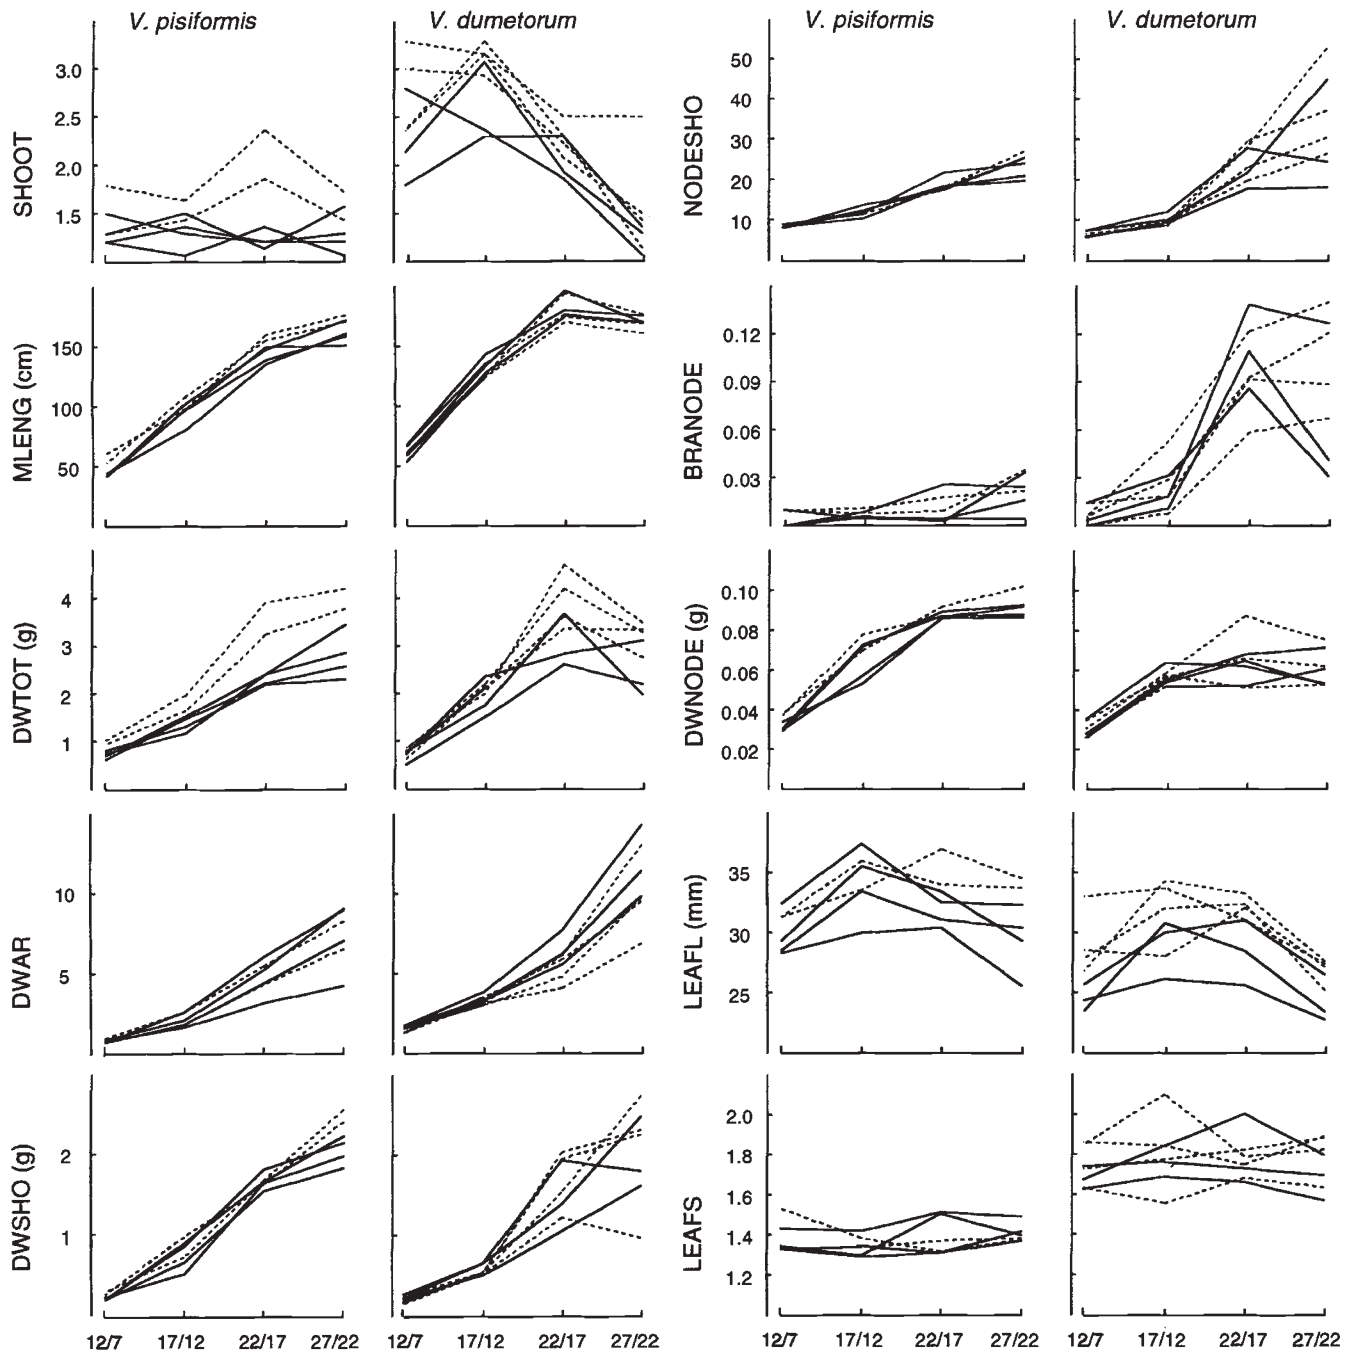 V. pisiformis
V. dumetorum
V. pisiformis
V. dumetorum
SHOOT
3.0
2.5
2.0
1.5
NODESHO
50
40
30
20
10
MLENG (cm)
150
100
50
BRANODE
0.12
0.09
0.06
0.03
DWTOT (g)
4
3
2
1
DWNODE (g)
0.10
0.08
0.06
0.04
0.02
DWAR
10
5
LEAFL (mm)
35
30
25
DWSHO (g)
2
1
LEAFS
2.0
1.8
1.6
1.4
1.2
12/7 17/12 22/17 27/22
12/7 17/12 22/17 27/22
12/7 17/12 22/17 27/22
12/7 17/12 22/17 27/22